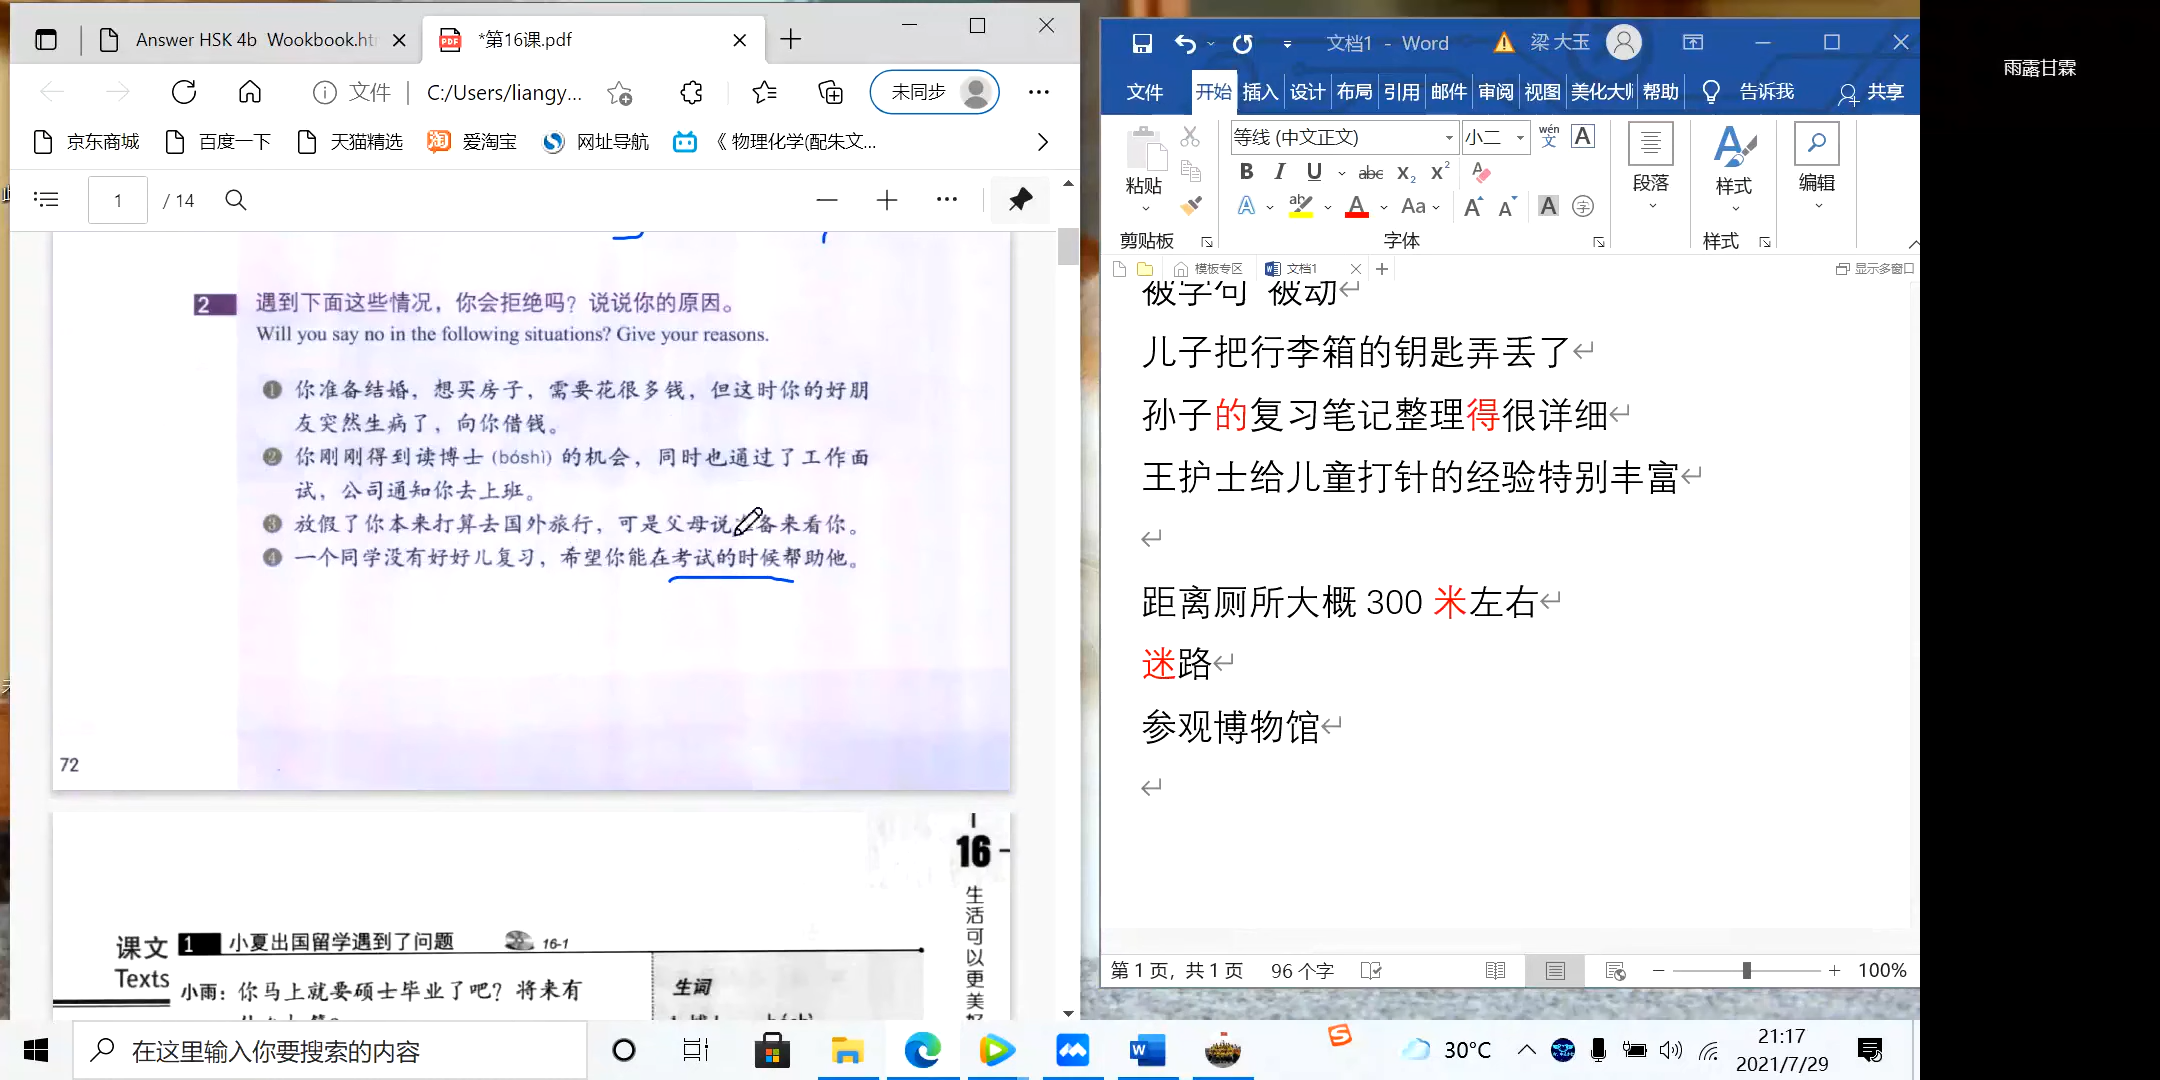 Answer HSK 4b Wookbook.htm
*第16课.pdf
文件
C:/Users/liangy...
未同步
京东商城
百度一下
天猫精选
爱淘宝
网址导航
《 物理化学(配朱文...
1 / 14
2 遇到下面这些情况，你会拒绝吗？说说你的原因。
Will you say no in the following situations? Give your reasons.
1 你准备结婚，想买房子，需要花很多钱，但这时你的好朋
友突然生病了，向你借钱。
2 你刚刚得到读博士 (bóshì) 的机会，同时也通过了工作面
试，公司通知你去上班。
3 放假了你本来打算去国外旅行，可是父母说 备来看你。
4 一个同学没有好好儿复习，希望你能在考试的时候帮助他。
72
16
生活可以更美
课文 1 小夏出国留学遇到了问题 16-1
Texts
小雨：你马上就要硕士毕业了吧？将来有
生词
文档1 - Word
梁 大玉
文件 开始 插入 设计 布局 引用 邮件 审阅 视图 美化大师 帮助 告诉我 共享
等线 (中文正文) 小二 wén 文 A
粘贴
B I U abc X₂ X²
A ab A Aa A A A 字
段落 样式 编辑
剪贴板 字体 样式
模板专区
文档1
显示多窗口
被字句 被动
儿子把行李箱的钥匙弄丢了
孙子的复习笔记整理得很详细
王护士给儿童打针的经验特别丰富
距离厕所大概 300 米左右
迷路
参观博物馆
第 1 页，共 1 页 96 个字 100%
雨露甘霖
在这里输入你要搜索的内容
30°C
21:17
2021/7/29